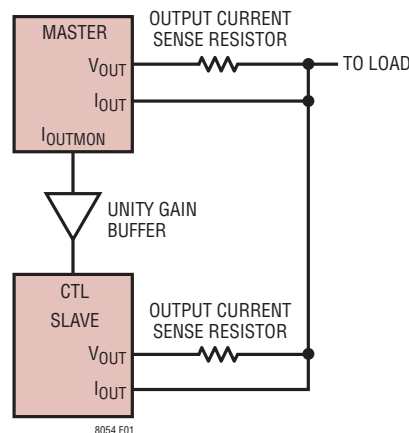 MASTER
OUTPUT CURRENT
SENSE RESISTOR
VOUT
TO LOAD
IOUT
IOUTMON
UNITY GAIN
BUFFER
CTL
SLAVE
OUTPUT CURRENT
SENSE RESISTOR
VOUT
IOUT
8054 F01